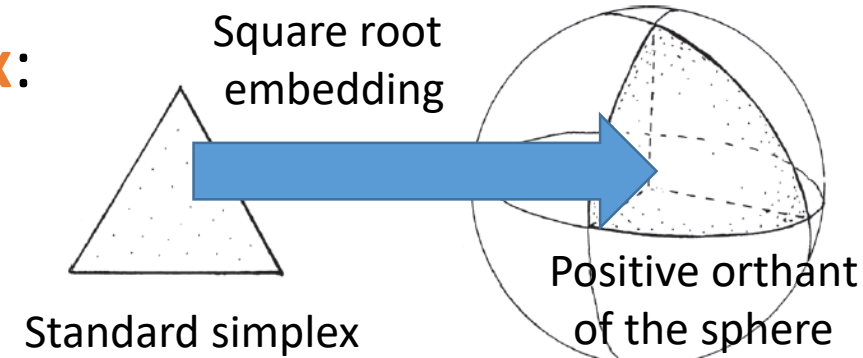 x:
Square root
embedding
Standard simplex
Positive orthant
of the sphere